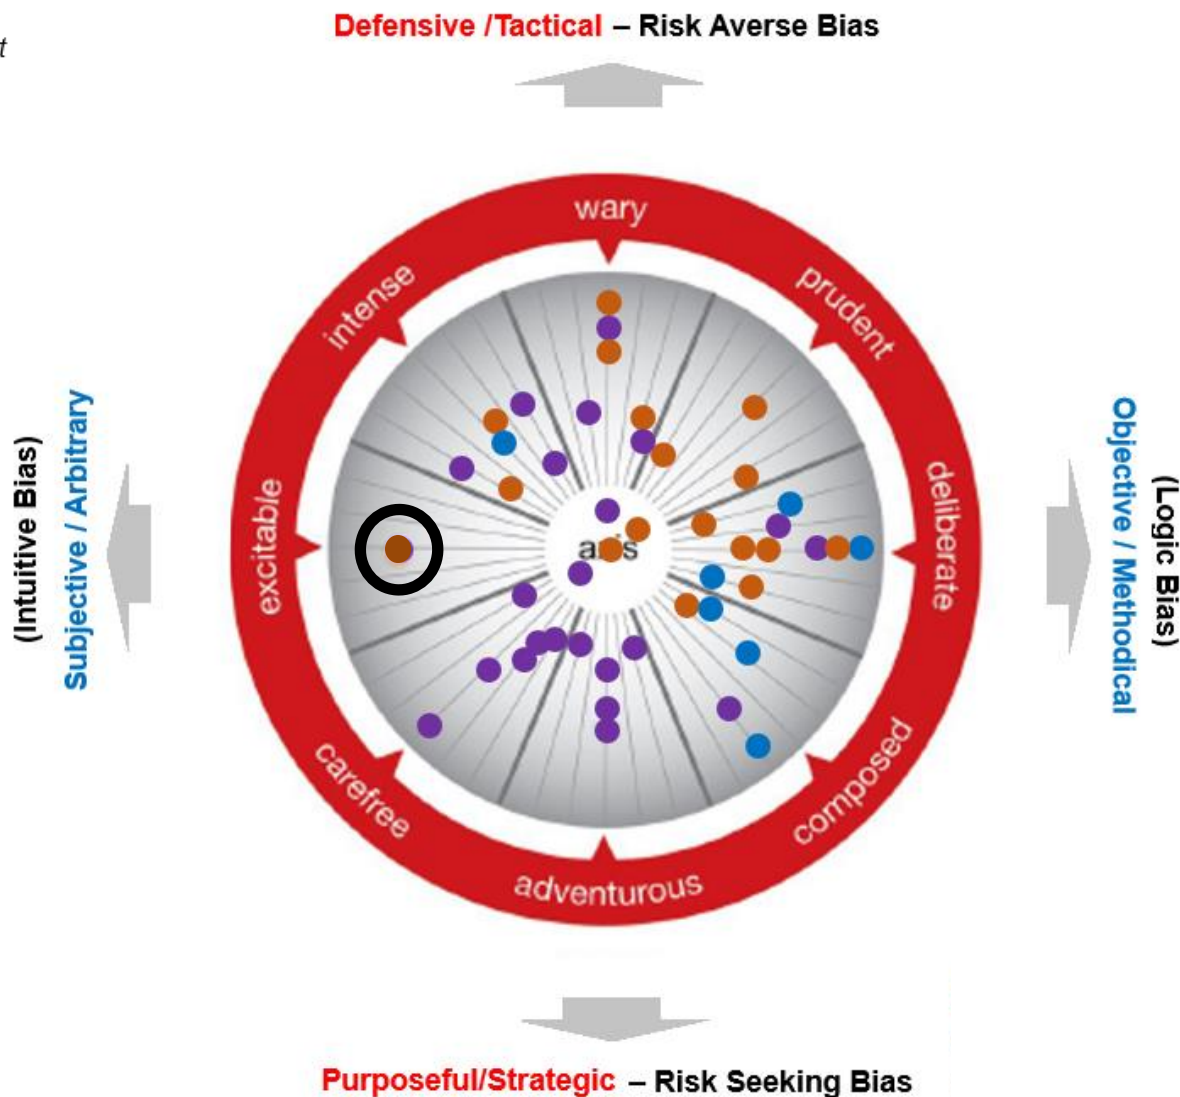 Defensive /Tactical – Risk Averse Bias
t
wary
intense
prudent
excitable
deliberate
(Intuitive Bias)
Subjective / Arbitrary
Objective / Methodical
(Logic Bias)
carefree
composed
adventurous
Purposeful/Strategic – Risk Seeking Bias